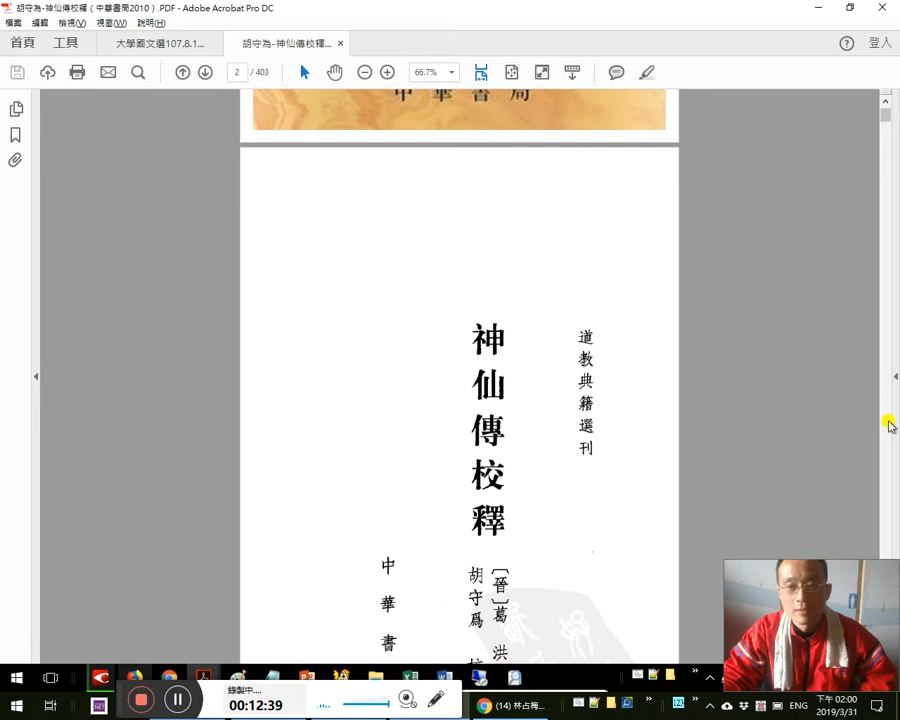 胡守為-神仙傳校釋（中華書局2010）.PDF - Adobe Acrobat Pro DC
檔案 編輯 檢視(V) 視窗(W) 說明(H)
首頁 工具 大學國文選107.8.1... 胡守為-神仙傳校釋... × 登入
2 / 403 66.7%
中華書局
道教典籍選刊
神仙傳校釋
〔晉〕葛 洪
胡守爲 校
中華書
錄製中....
00:12:39
(14) 林占梅...
ENG
下午 02:00
2019/3/31